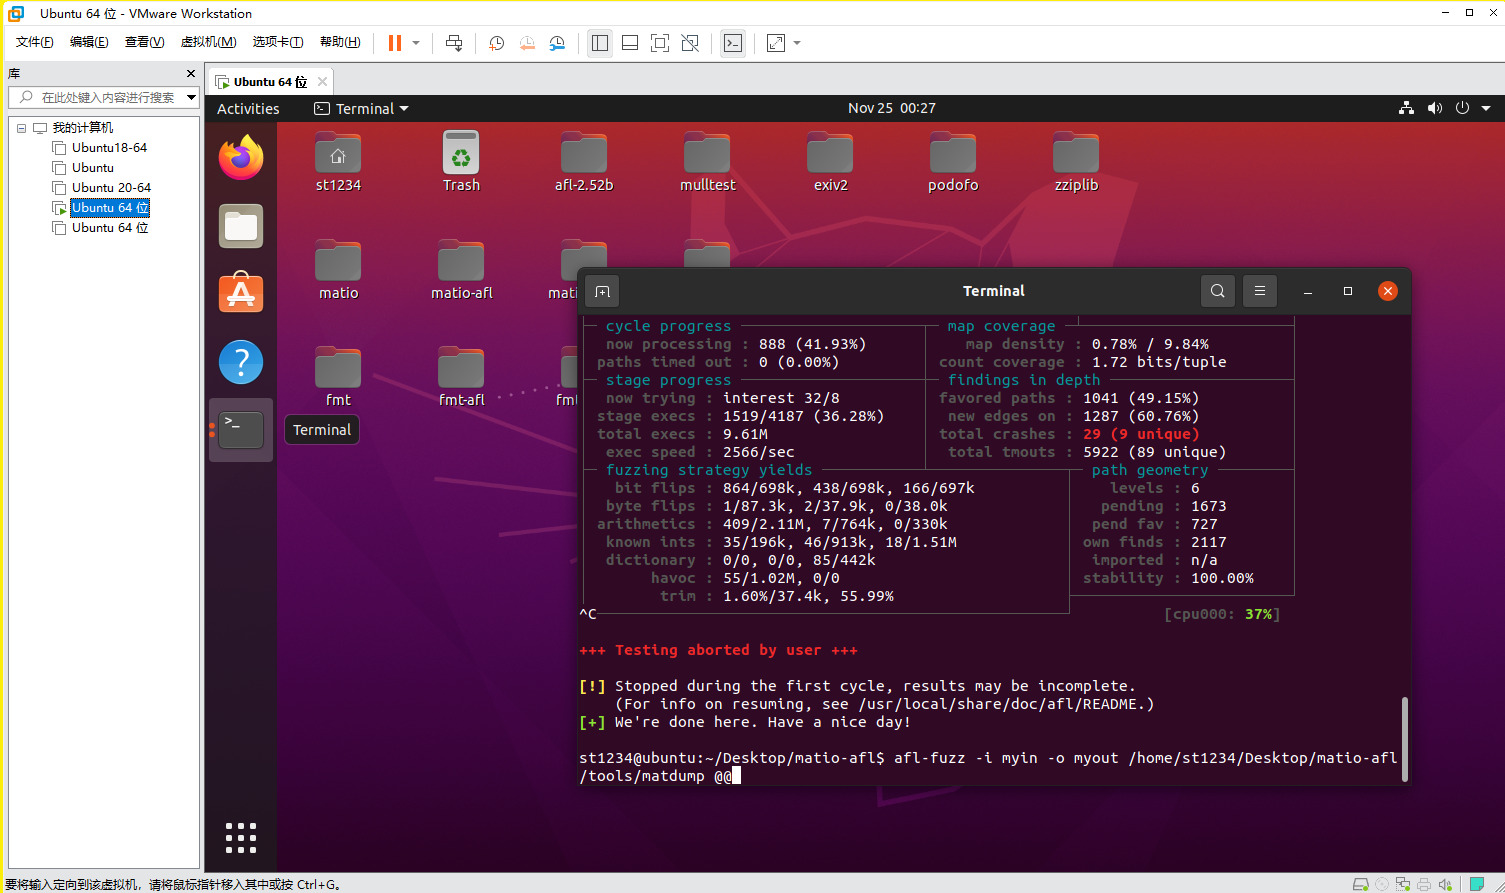 Ubuntu 64 位 - VMware Workstation
文件(F) 编辑(E) 查看(V) 虚拟机(M) 选项卡(T) 帮助(H)
库
在此处键入内容进行搜索
我的计算机
Ubuntu18-64
Ubuntu
Ubuntu 20-64
Ubuntu 64 位
Ubuntu 64 位
Ubuntu 64 位
Activities Terminal Nov 25 00:27
st1234 Trash afl-2.52b mulltest exiv2 podofo zziplib
matio matio-afl mati
fmt fmt-afl fmt
Terminal
Terminal
cycle progress map coverage
now processing : 888 (41.93%) map density : 0.78% / 9.84%
paths timed out : 0 (0.00%) count coverage : 1.72 bits/tuple
stage progress findings in depth
now trying : interest 32/8 favored paths : 1041 (49.15%)
stage execs : 1519/4187 (36.28%) new edges on : 1287 (60.76%)
total execs : 9.61M total crashes : 29 (9 unique)
exec speed : 2566/sec total tmouts : 5922 (89 unique)
fuzzing strategy yields path geometry
bit flips : 864/698k, 438/698k, 166/697k levels : 6
byte flips : 1/87.3k, 2/37.9k, 0/38.0k pending : 1673
arithmetics : 409/2.11M, 7/764k, 0/330k pend fav : 727
known ints : 35/196k, 46/913k, 18/1.51M own finds : 2117
dictionary : 0/0, 0/0, 85/442k imported : n/a
havoc : 55/1.02M, 0/0 stability : 100.00%
trim : 1.60%/37.4k, 55.99%
^C [cpu000: 37%]
+++ Testing aborted by user +++
[!] Stopped during the first cycle, results may be incomplete.
(For info on resuming, see /usr/local/share/doc/afl/README.)
[+] We're done here. Have a nice day!
st1234@ubuntu:~/Desktop/matio-afl$ afl-fuzz -i myin -o myout /home/st1234/Desktop/matio-afl
/tools/matdump @@
要将输入定向到该虚拟机，请将鼠标指针移入其中或按 Ctrl+G。